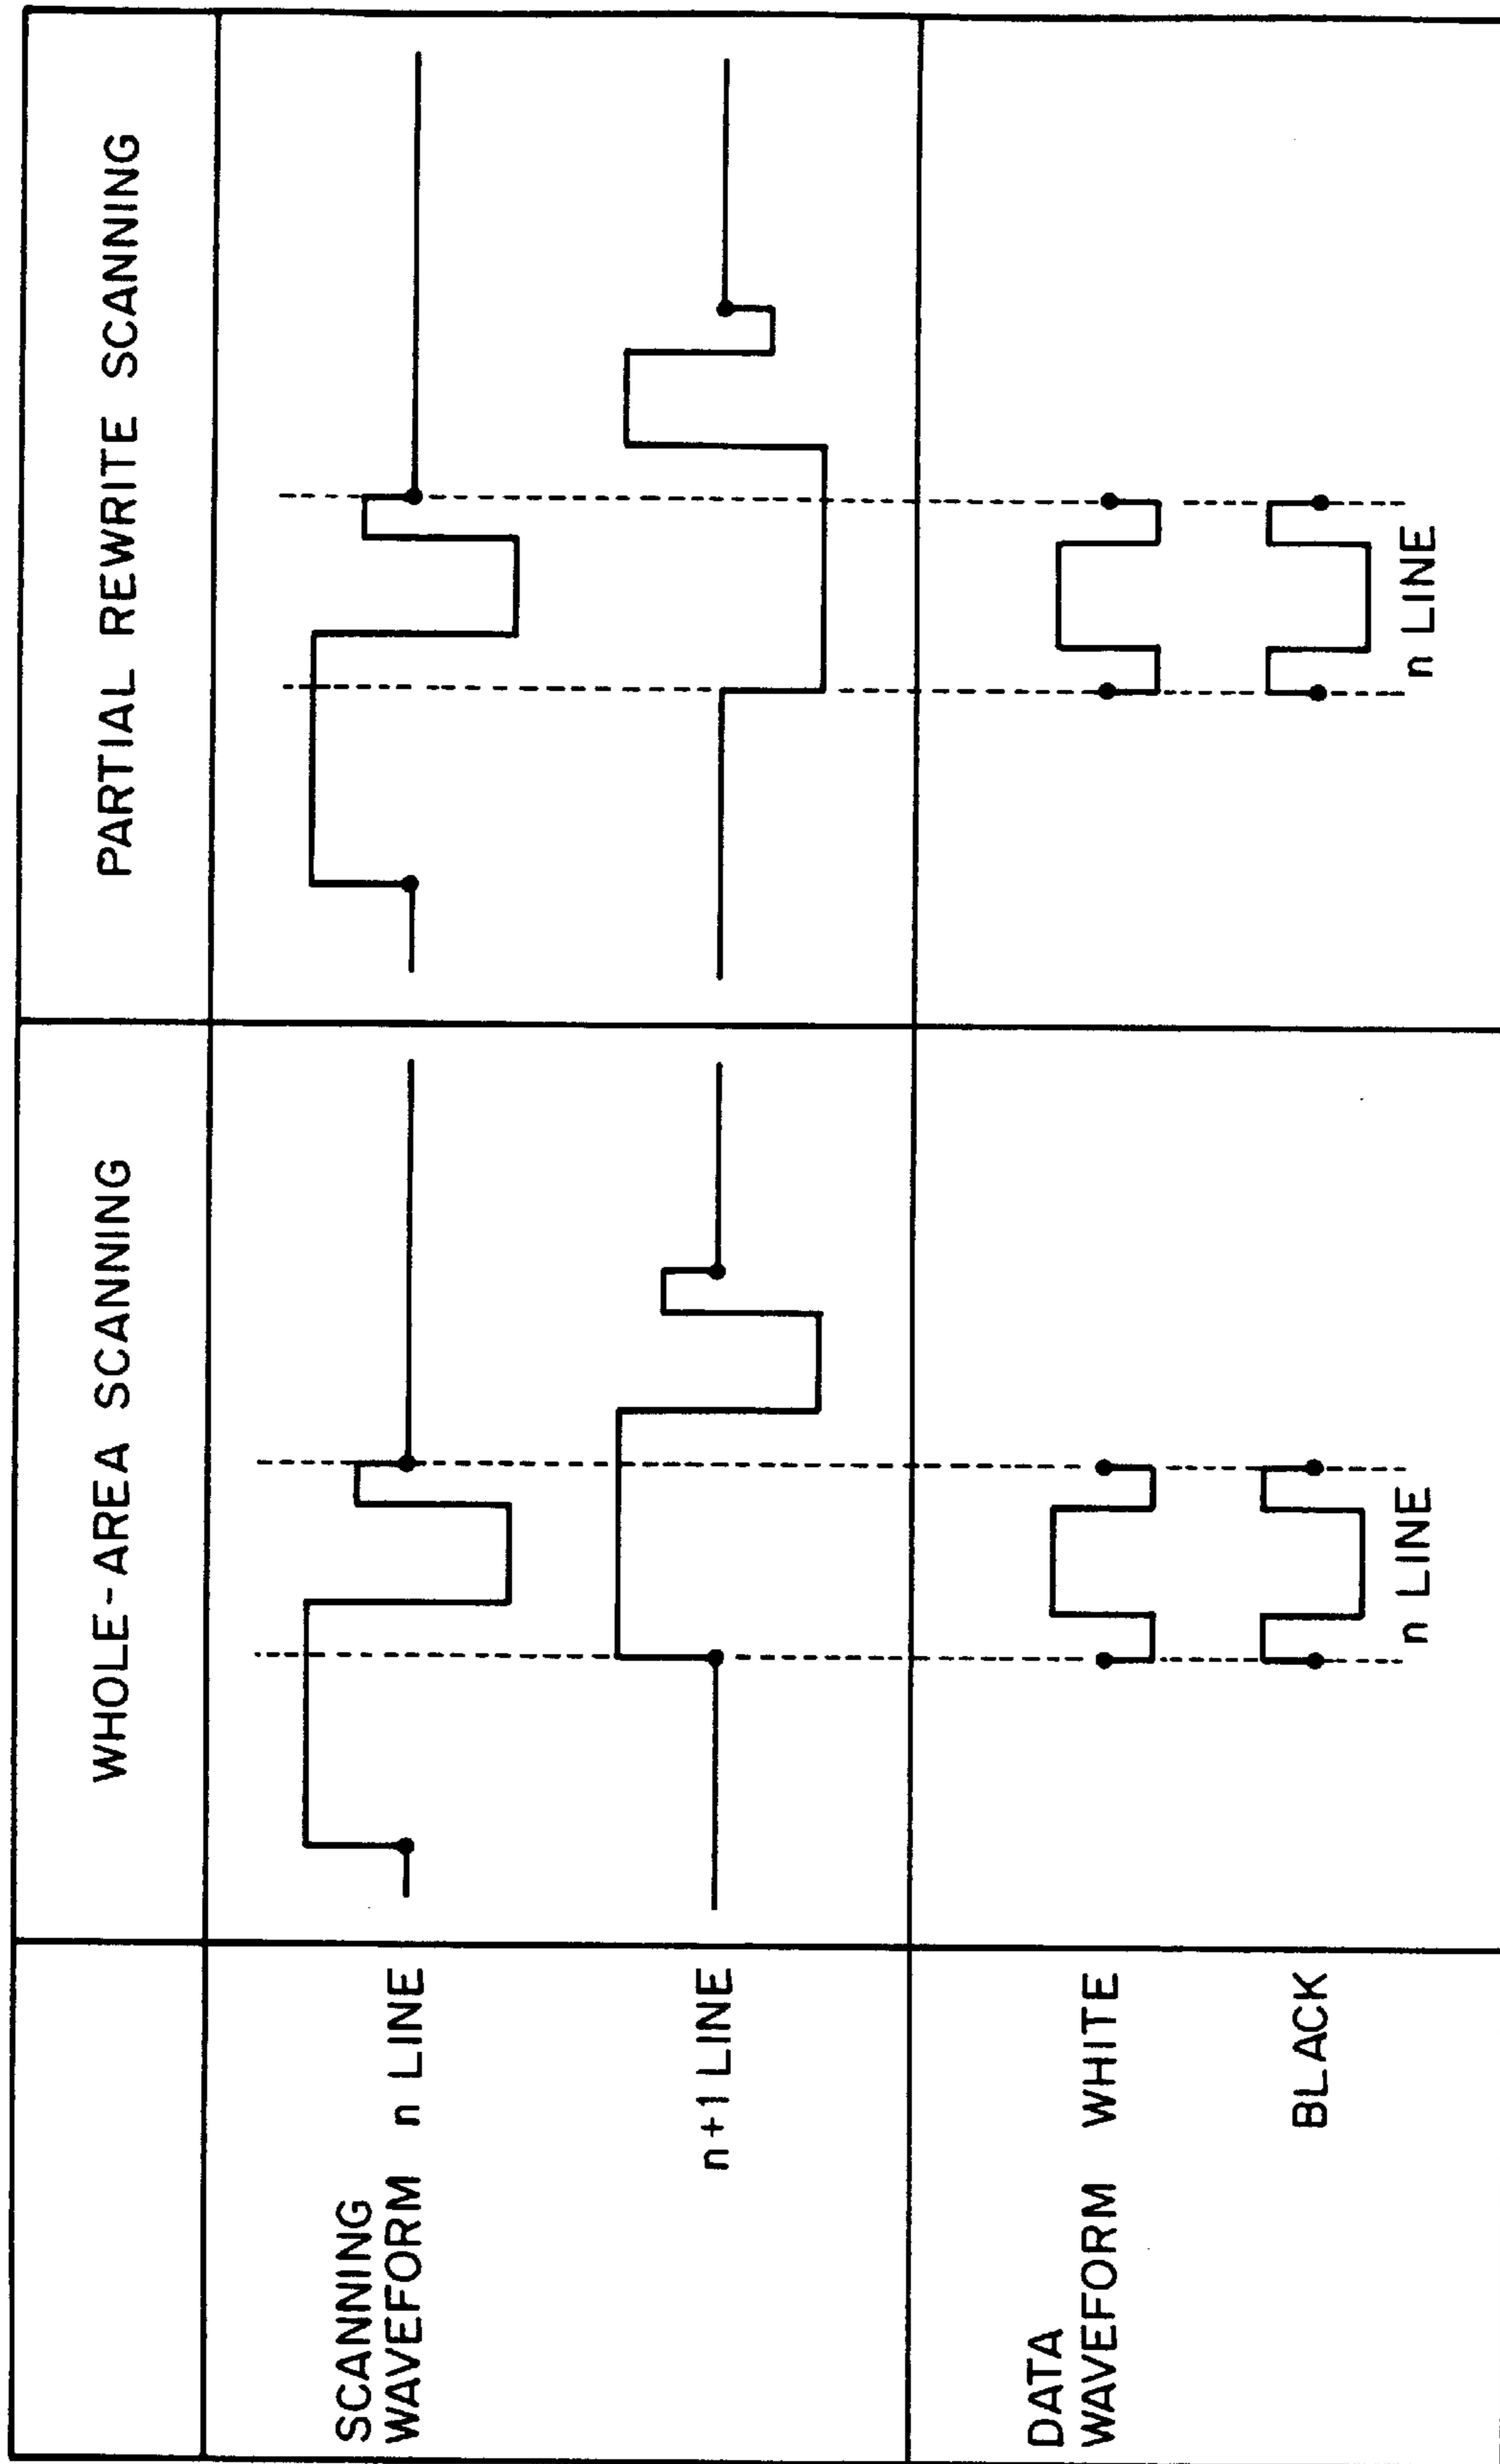 WHOLE-AREA SCANNING
PARTIAL REWRITE SCANNING
SCANNING
WAVEFORM n LINE
n+1 LINE
DATA
WAVEFORM WHITE
BLACK
n LINE
n LINE